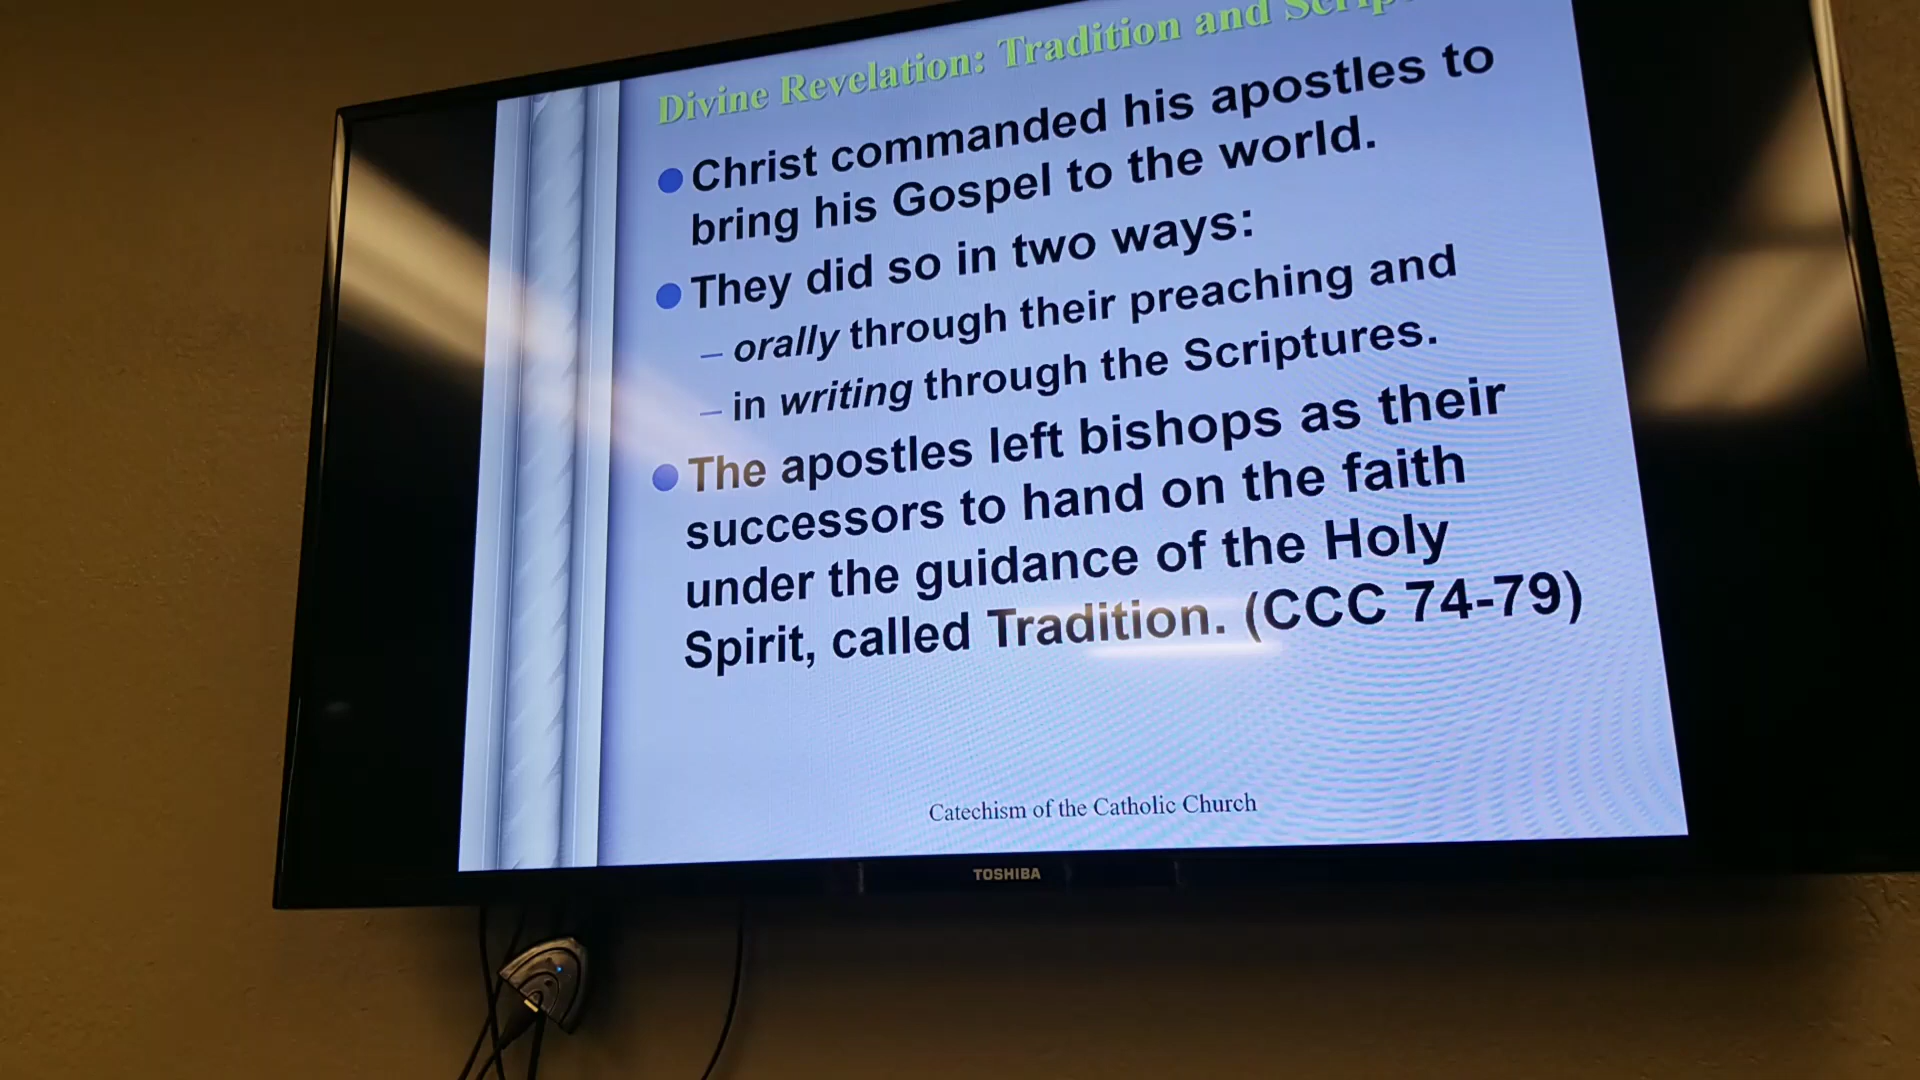 Divine Revelation: Tradition and
● Christ commanded his apostles to
bring his Gospel to the world.
● They did so in two ways:
– orally through their preaching and
– in writing through the Scriptures.
● The apostles left bishops as their
successors to hand on the faith
under the guidance of the Holy
Spirit, called Tradition. (CCC 74-79)
Catechism of the Catholic Church
TOSHIBA